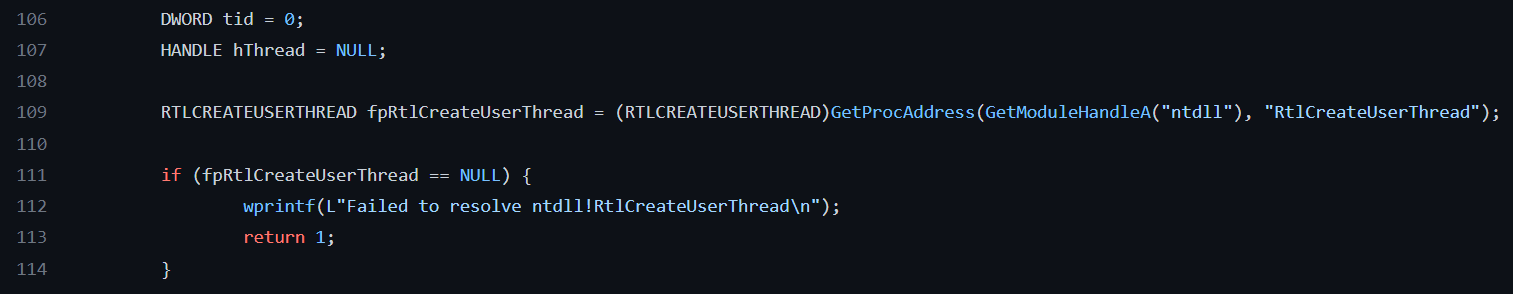 106 DWORD tid = 0;
107 HANDLE hThread = NULL;
108
109 RTLCREATEUSERTHREAD fpRtlCreateUserThread = (RTLCREATEUSERTHREAD)GetProcAddress(GetModuleHandleA("ntdll"), "RtlCreateUserThread");
110
111 if (fpRtlCreateUserThread == NULL) {
112 wprintf(L"Failed to resolve ntdll!RtlCreateUserThread\n");
113 return 1;
114 }